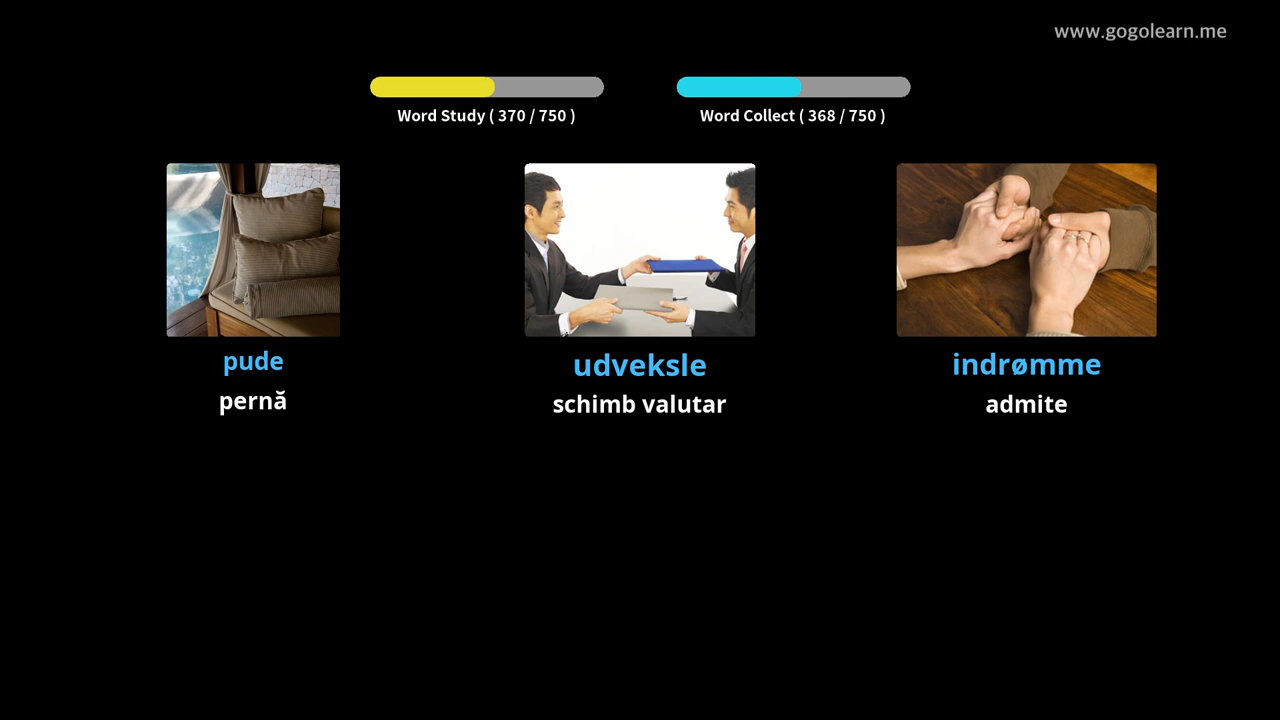 www.gogolearn.me
Word Study ( 370 / 750 )
Word Collect ( 368 / 750 )
pude
pernă
udveksle
schimb valutar
indrømme
admite